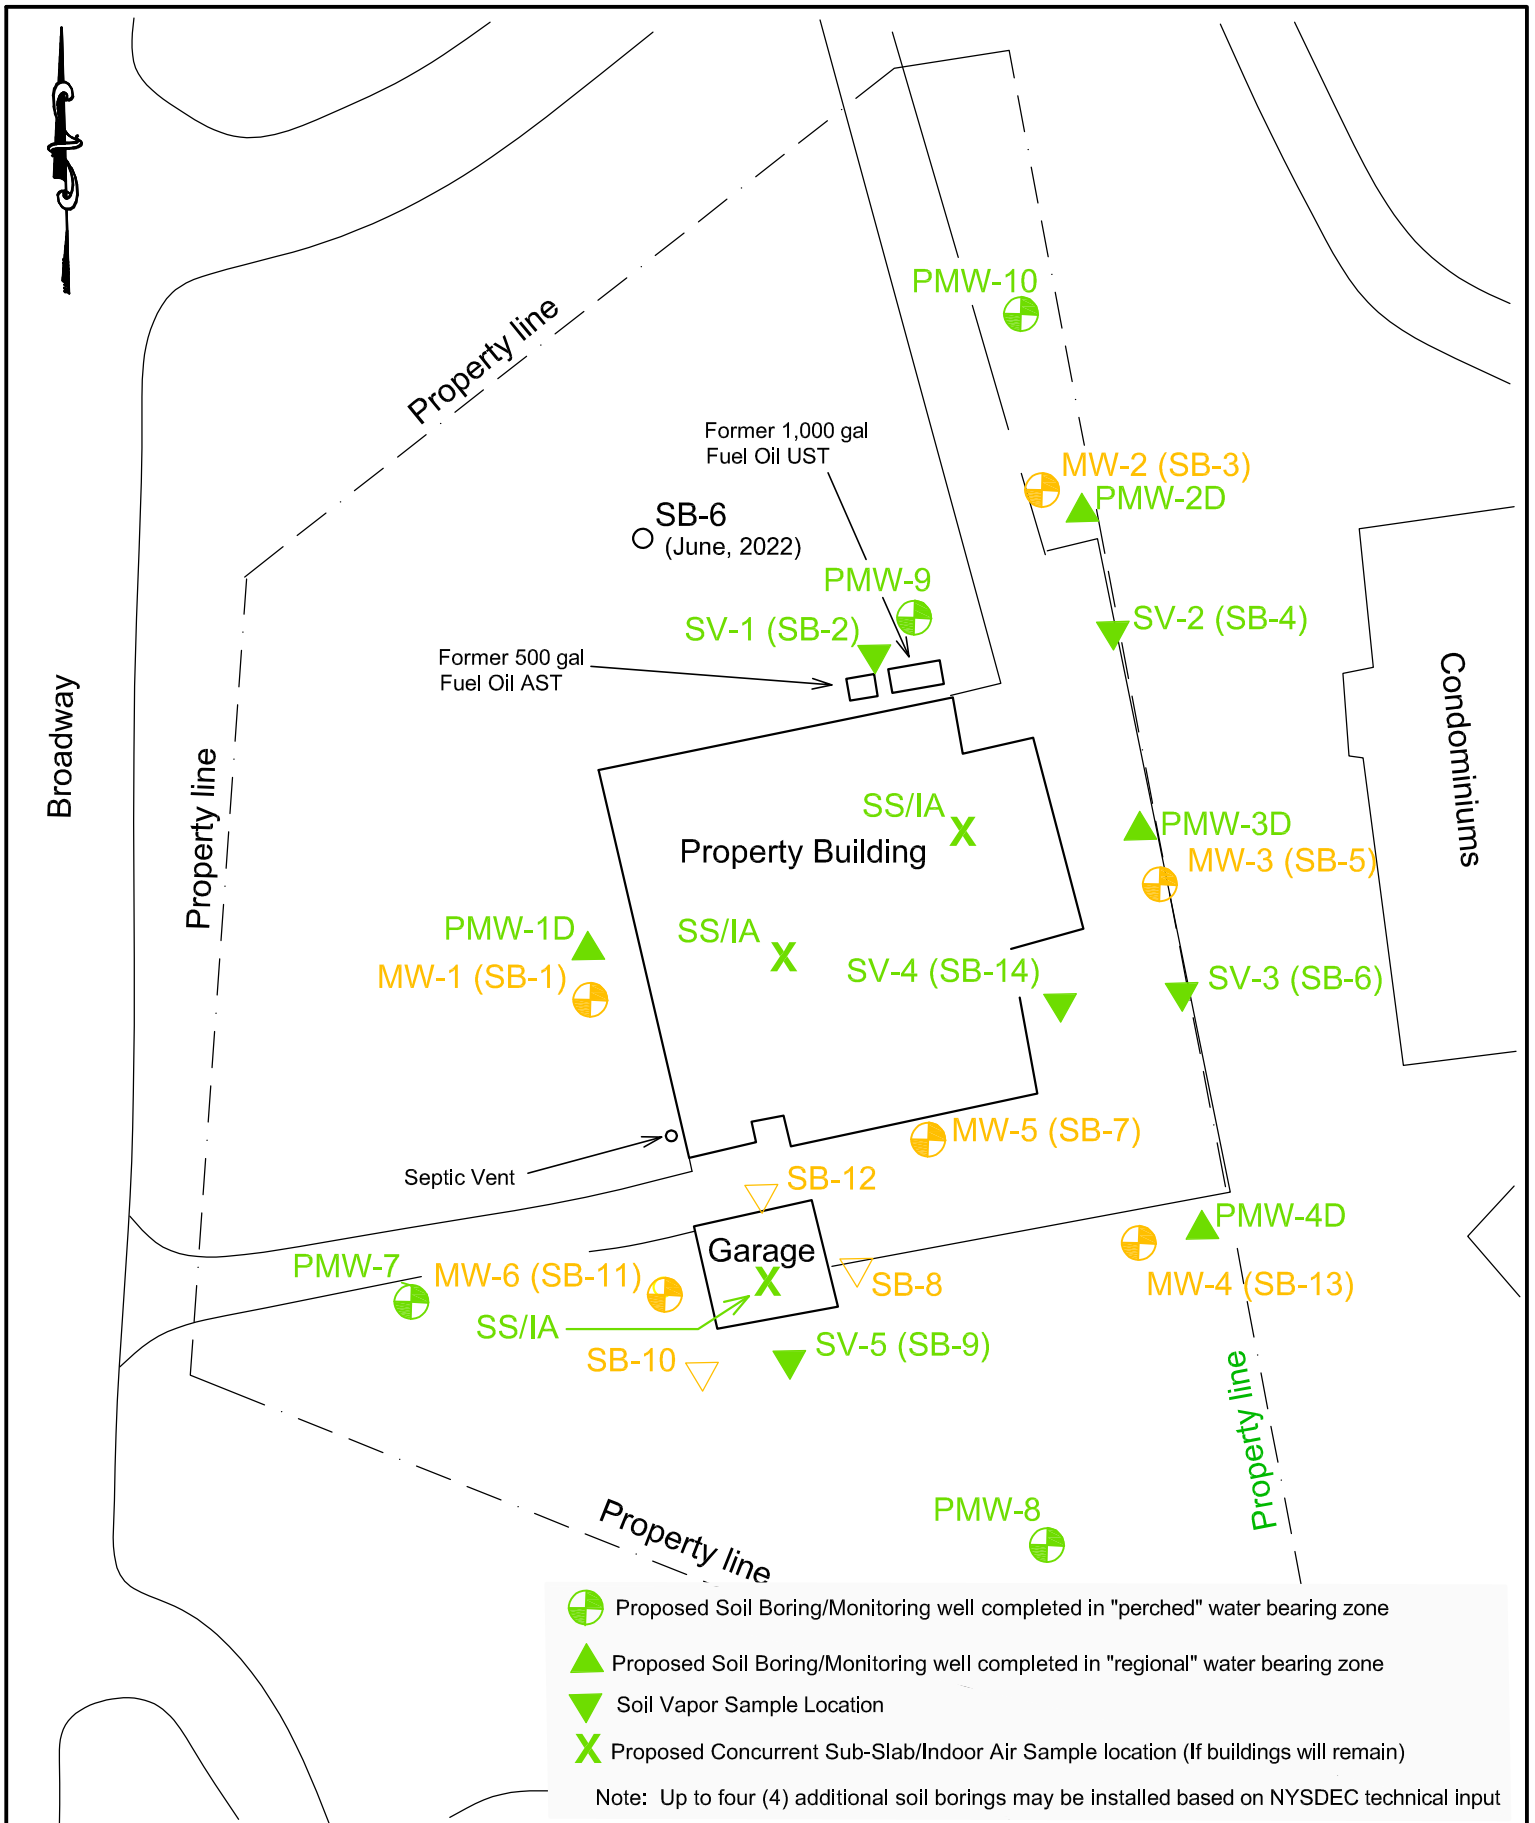 PMW-10
Property line
Former 1,000 gal
Fuel Oil UST
MW-2 (SB-3)
PMW-2D
SB-6
(June, 2022)
PMW-9
SV-1 (SB-2)
SV-2 (SB-4)
Former 500 gal
Fuel Oil AST
Condominiums
Broadway
Property line
SS/IA
X
Property Building
PMW-3D
MW-3 (SB-5)
PMW-1D
SS/IA
X
MW-1 (SB-1)
SV-4 (SB-14)
SV-3 (SB-6)
MW-5 (SB-7)
Septic Vent
SB-12
PMW-4D
Garage
X
PMW-7
MW-6 (SB-11)
SB-8
MW-4 (SB-13)
SS/IA
SV-5 (SB-9)
SB-10
Property line
PMW-8
Property line
Proposed Soil Boring/Monitoring well completed in "perched" water bearing zone
Proposed Soil Boring/Monitoring well completed in "regional" water bearing zone
Soil Vapor Sample Location
X Proposed Concurrent Sub-Slab/Indoor Air Sample location (If buildings will remain)
Note: Up to four (4) additional soil borings may be installed based on NYSDEC technical input